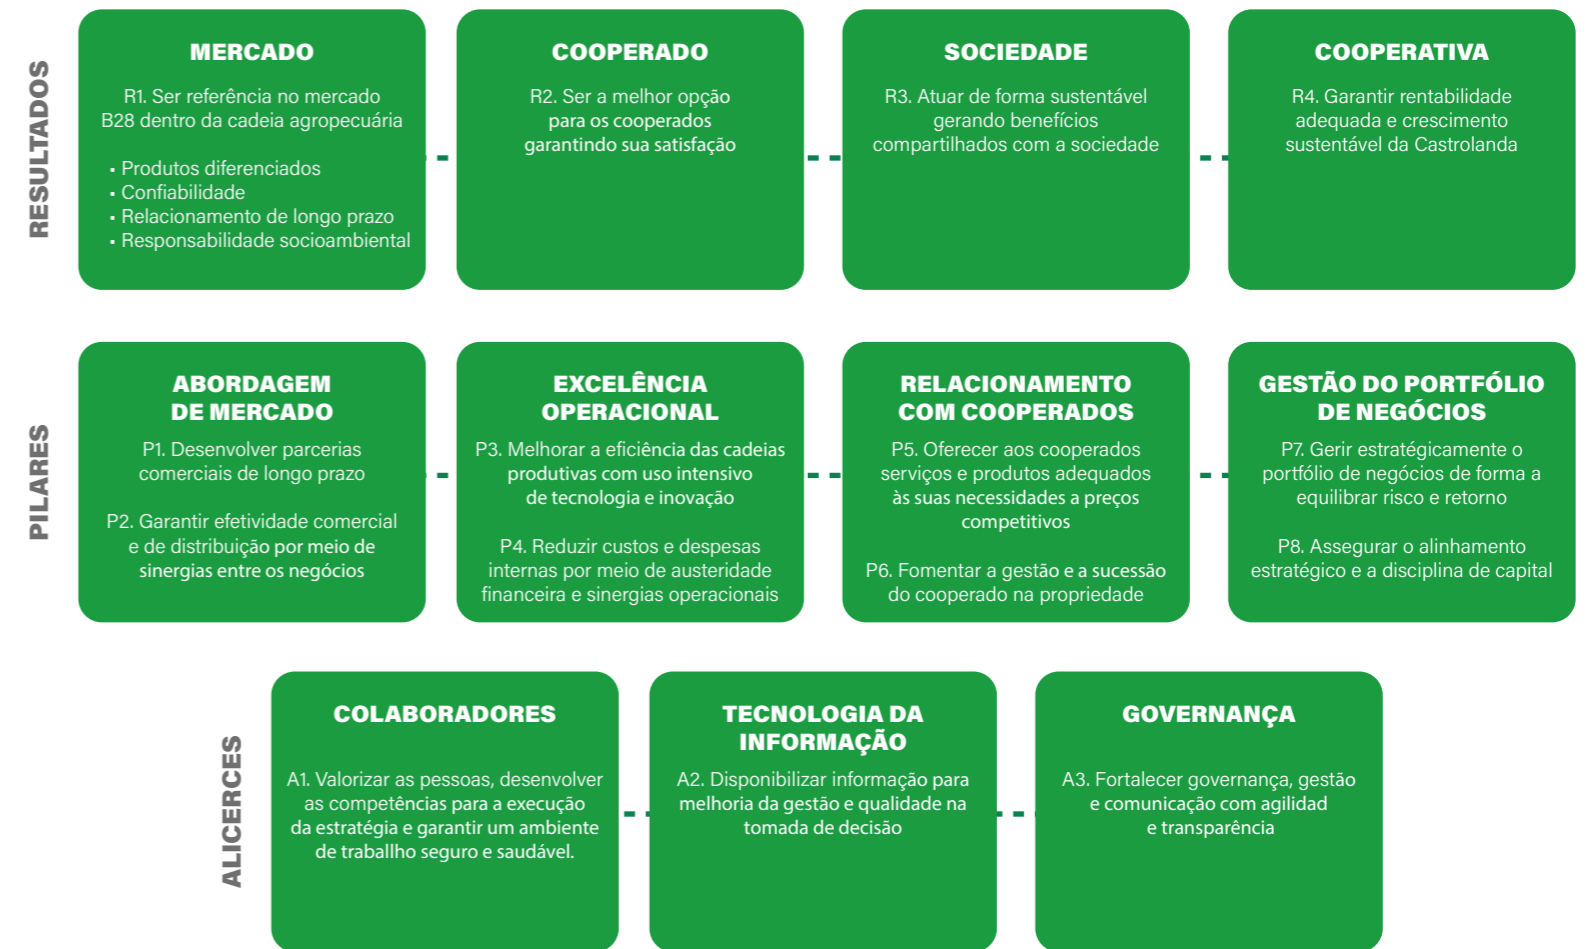 RESULTADOS
MERCADO
R1. Ser referência no mercado
B28 dentro da cadeia agropecuária
• Produtos diferenciados
• Confiabilidade
• Relacionamento de longo prazo
• Responsabilidade socioambiental
COOPERADO
R2. Ser a melhor opção
para os cooperados
garantindo sua satisfação
SOCIEDADE
R3. Atuar de forma sustentável
gerando benefícios
compartilhados com a sociedade
COOPERATIVA
R4. Garantir rentabilidade
adequada e crescimento
sustentável da Castrolanda
PILARES
ABORDAGEM
DE MERCADO
P1. Desenvolver parcerias
comerciais de longo prazo
P2. Garantir efetividade comercial
e de distribuição por meio de
sinergias entre os negócios
EXCELÊNCIA
OPERACIONAL
P3. Melhorar a eficiência das cadeias
produtivas com uso intensivo
de tecnologia e inovação
P4. Reduzir custos e despesas
internas por meio de austeridade
financeira e sinergias operacionais
RELACIONAMENTO
COM COOPERADOS
P5. Oferecer aos cooperados
serviços e produtos adequados
às suas necessidades a preços
competitivos
P6. Fomentar a gestão e a sucessão
do cooperado na propriedade
GESTÃO DO PORTFÓLIO
DE NEGÓCIOS
P7. Gerir estratégicamente o
portfólio de negócios de forma a
equilibrar risco e retorno
P8. Assegurar o alinhamento
estratégico e a disciplina de capital
ALICERCES
COLABORADORES
A1. Valorizar as pessoas, desenvolver
as competências para a execução
da estratégia e garantir um ambiente
de traballho seguro e saudável.
TECNOLOGIA DA
INFORMAÇÃO
A2. Disponibilizar informação para
melhoria da gestão e qualidade na
tomada de decisão
GOVERNANÇA
A3. Fortalecer governança, gestão
e comunicação com agilidad
e transparência